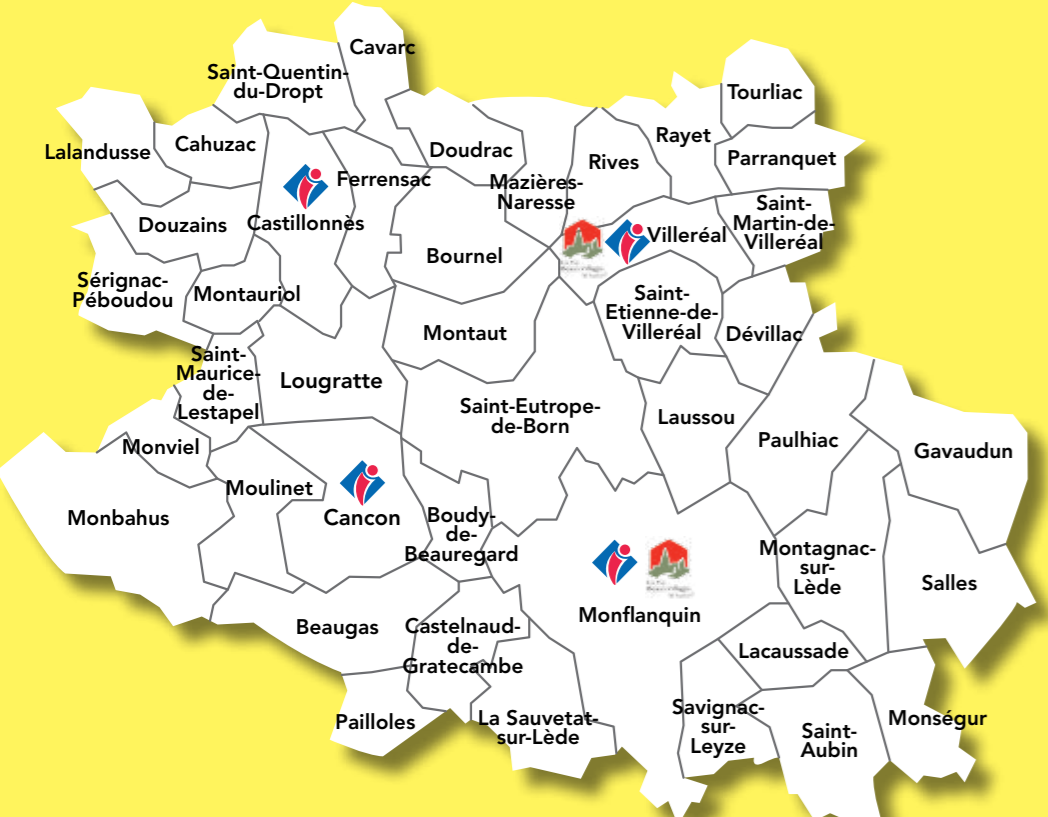 Cavarc
Saint-Quentin-
du-Dropt
Tourliac
Lalandusse
Cahuzac
Doudrac
Rayet
Rives
Parranquet
Ferrensac
Mazières-
Naresse
Castillonnès
Douzains
Saint-
Martin-de-
Villeréal
Villeréal
Bournel
Sérignac-
Péboudou
Montauriol
Saint-
Etienne-de-
Villeréal
Montaut
Dévillac
Saint-
Maurice-
de-
Lestapel
Lougratte
Saint-Eutrope-
de-Born
Laussou
Paulhiac
Gavaudun
Monviel
Moulinet
Monbahus
Cancon
Boudy-
de-
Beauregard
Montagnac-
sur-
Lède
Salles
Monflanquin
Beaugas
Castelnaud-
de-
Gratecambe
Lacaussade
Pailloles
La Sauvetat-
sur-Lède
Savignac-
sur-
Leyze
Saint-
Aubin
Monségur